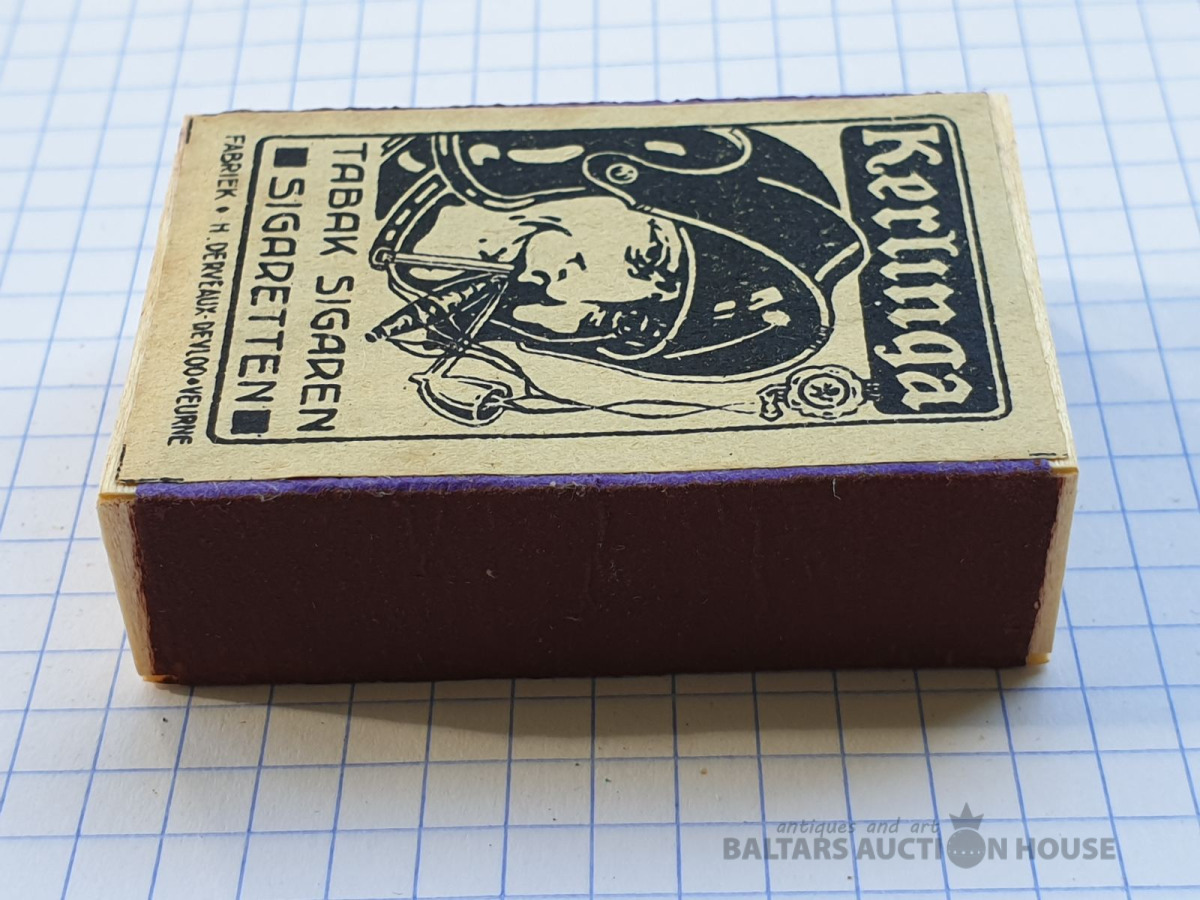 Kerlinga
TABAK SIGAREN
■ SIGARETTEN ■
FABRIEK • H. DERVEAUX-DEVLOO • VEURNE
antiques and art
BALTARS AUCTION HOUSE